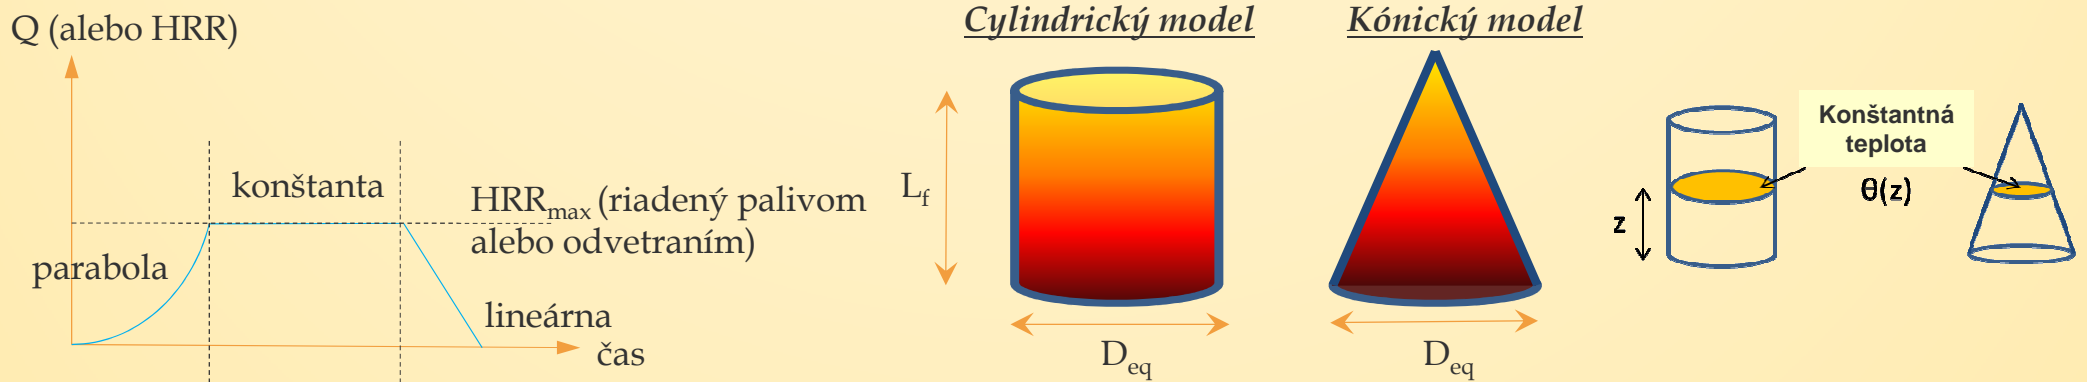 Q (alebo HRR)
konštanta
HRRmax (riadený palivom
alebo odvetraním)
parabola
lineárna
čas
Cylindrický model
Kónický model
Lf
Deq
Deq
Konštantná
teplota
θ(z)
z